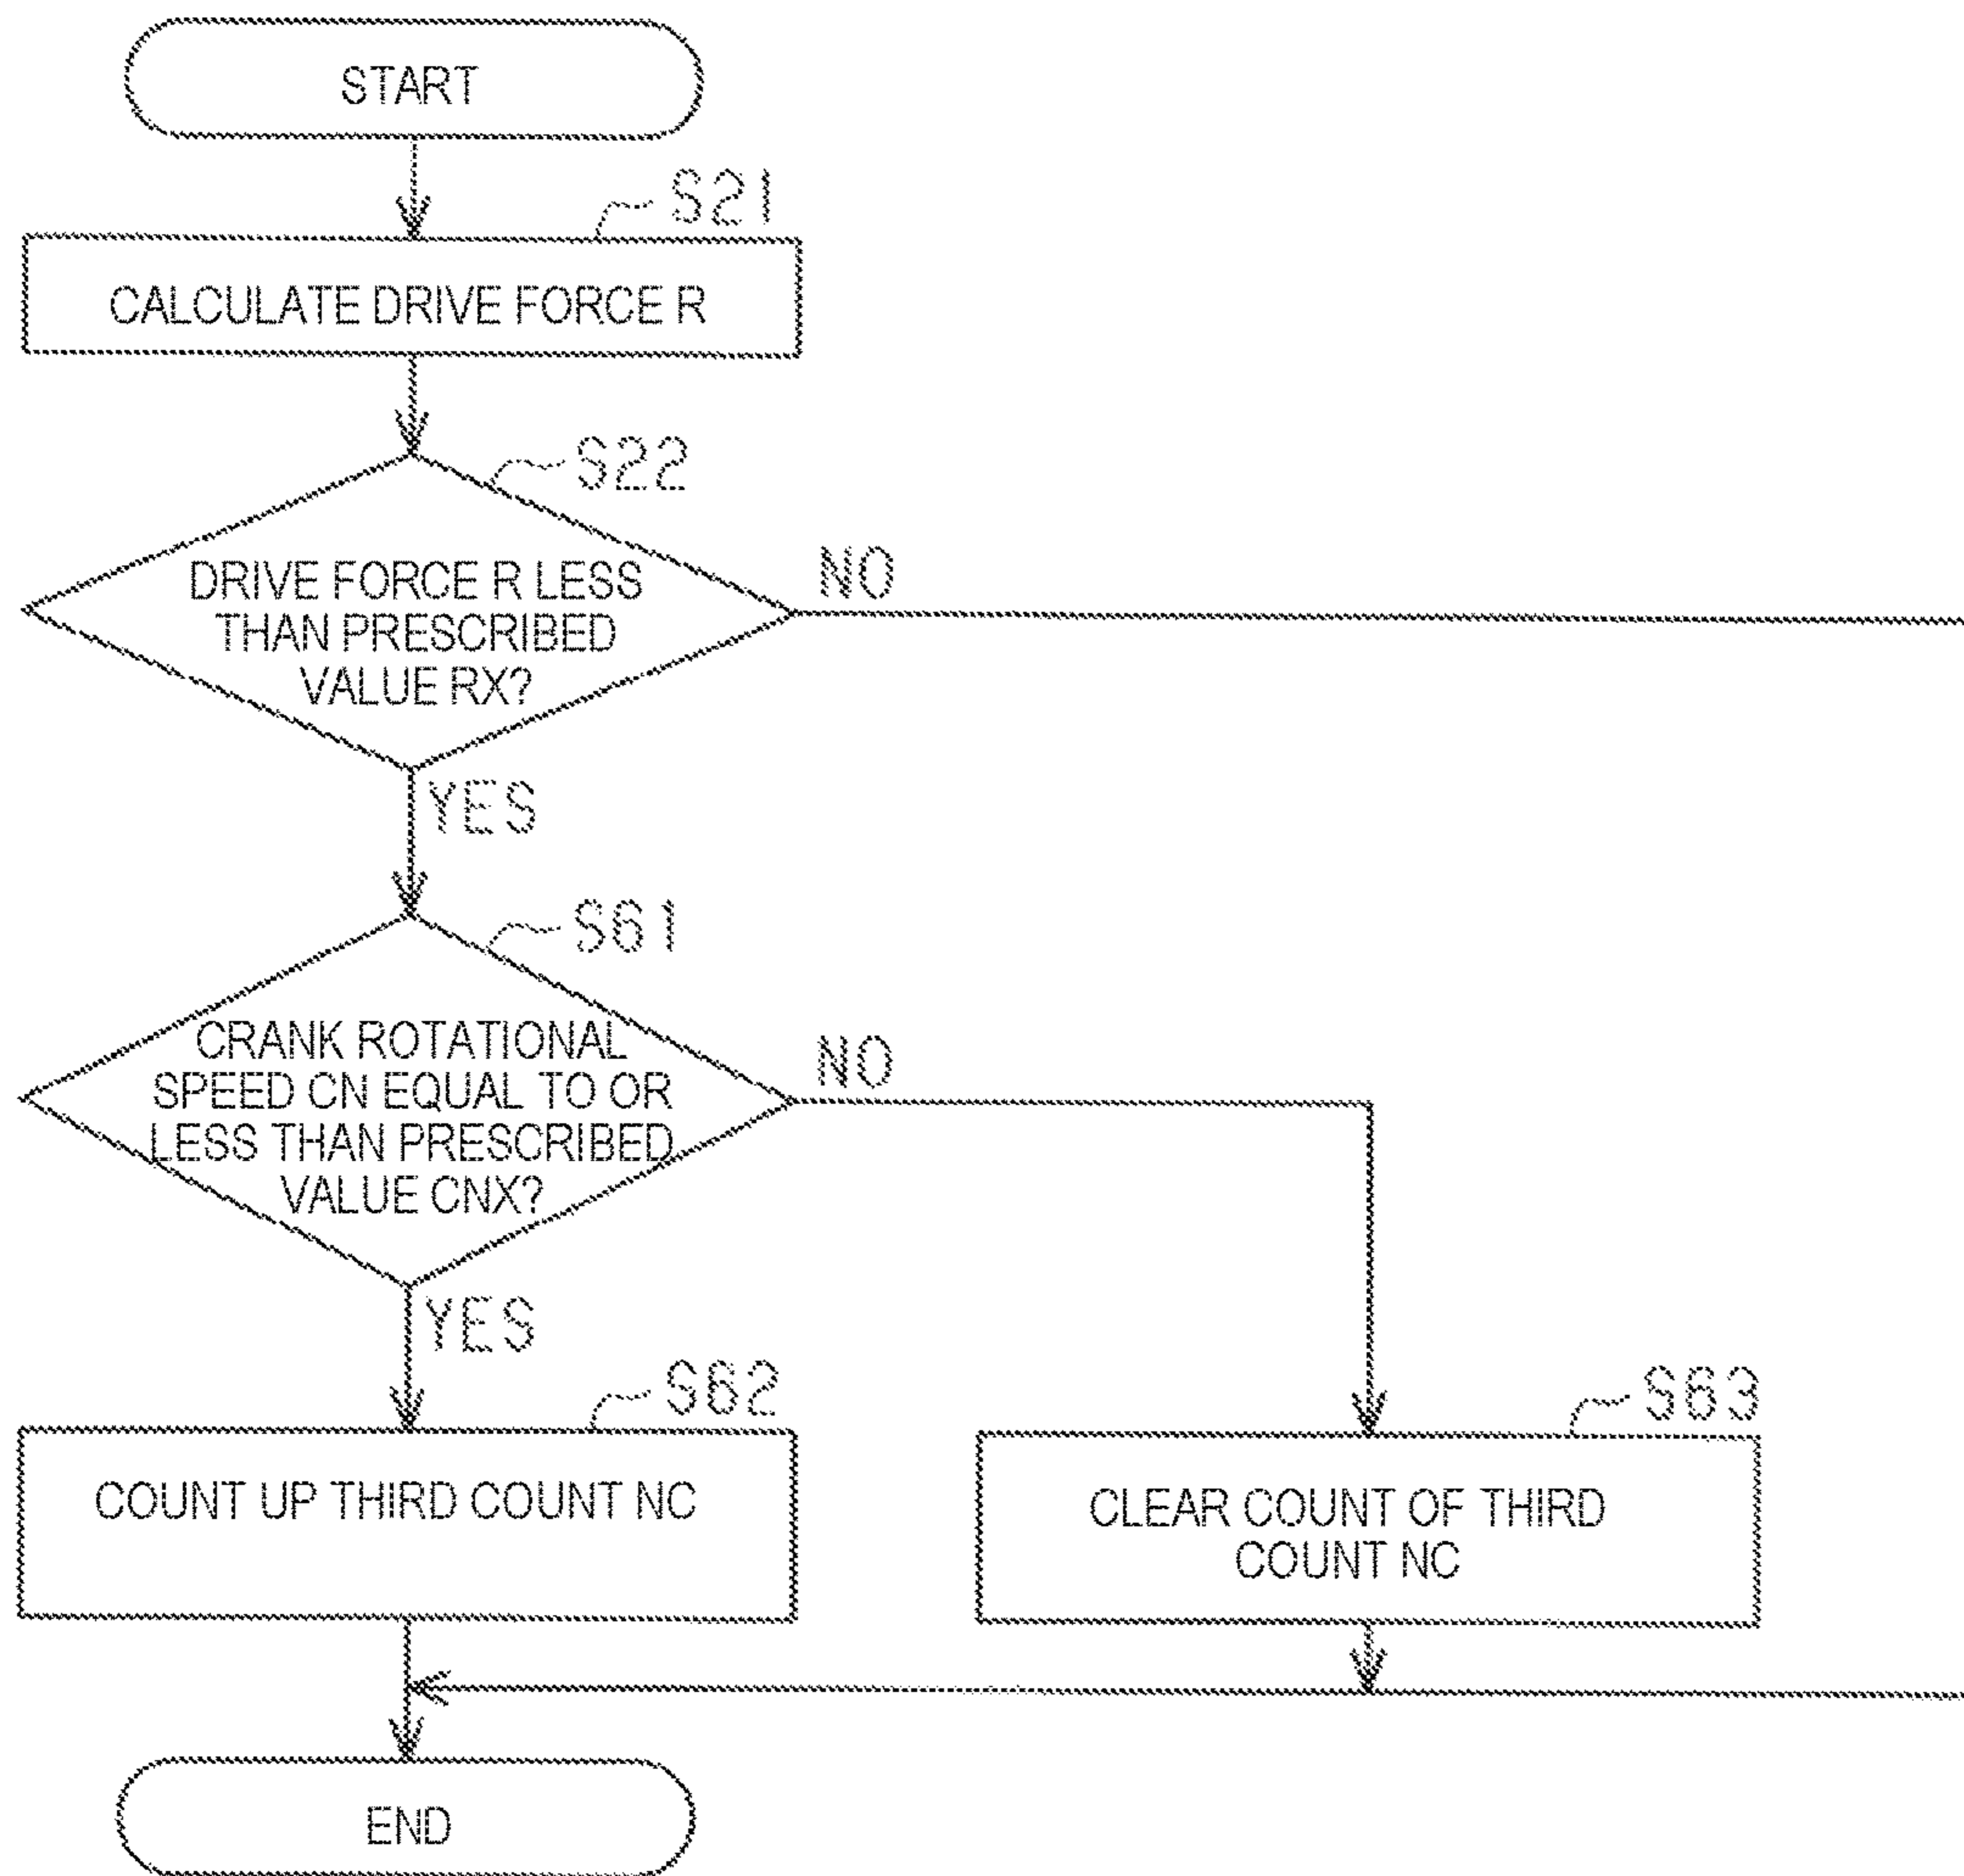 START
S21
CALCULATE DRIVE FORCE R
S22
DRIVE FORCE R LESS
THAN PRESCRIBED
VALUE RX?
NO
YES
S61
CRANK ROTATIONAL
SPEED CN EQUAL TO OR
LESS THAN PRESCRIBED
VALUE CNX?
NO
YES
S62
COUNT UP THIRD COUNT NC
S63
CLEAR COUNT OF THIRD
COUNT NC
END